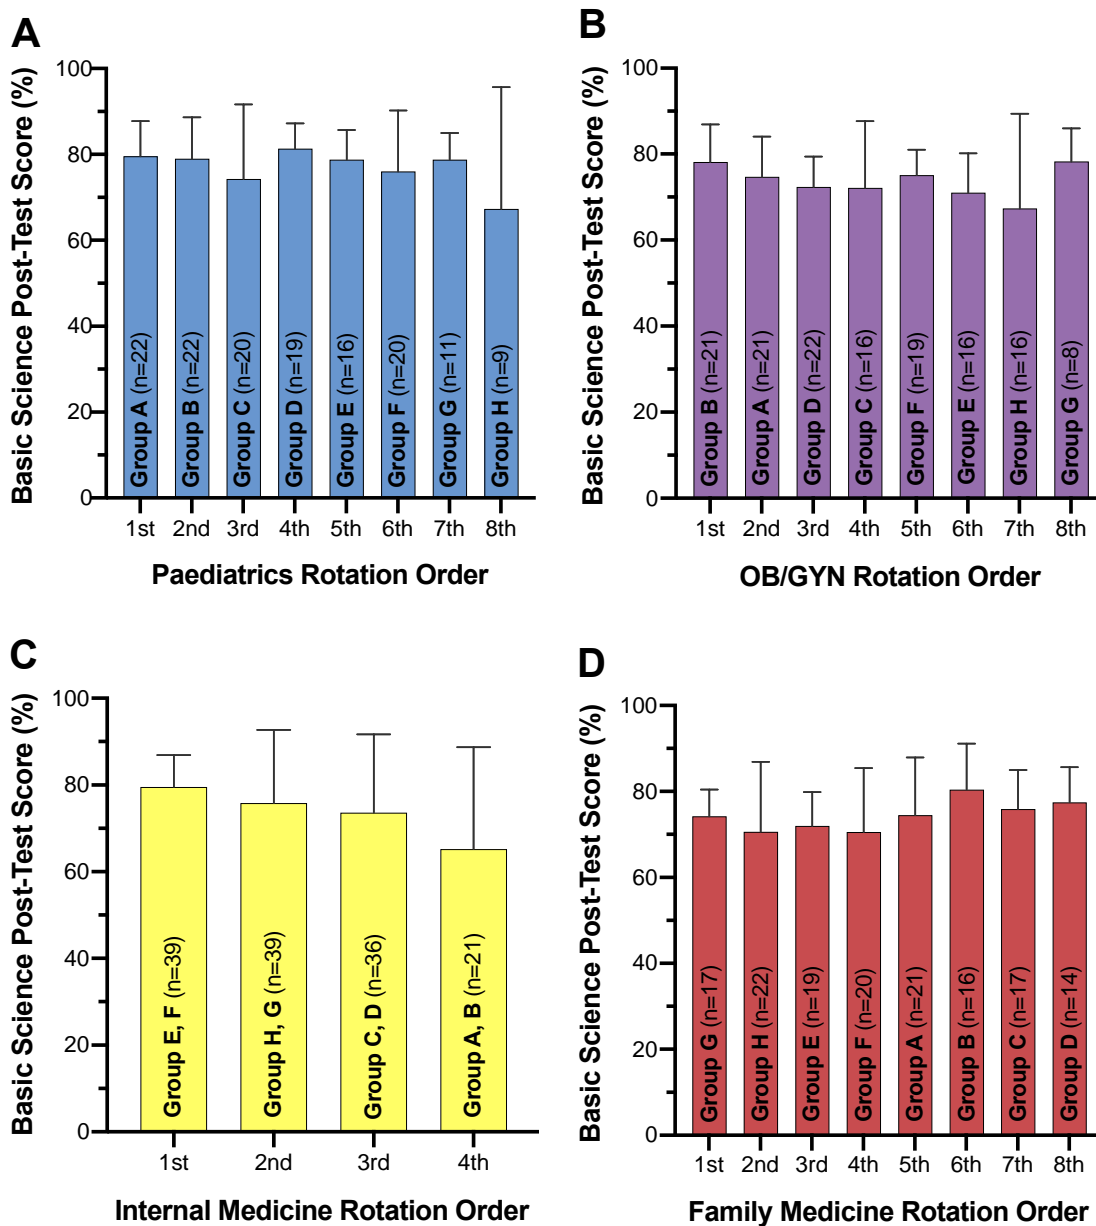 A
Basic Science Post-Test Score (%)
100
80
60
40
20
0
Group A (n=22)
Group B (n=22)
Group C (n=20)
Group D (n=19)
Group E (n=16)
Group F (n=20)
Group G (n=11)
Group H (n=9)
1st 2nd 3rd 4th 5th 6th 7th 8th
Paediatrics Rotation Order
B
Basic Science Post-Test Score (%)
100
80
60
40
20
0
Group B (n=21)
Group A (n=21)
Group D (n=22)
Group C (n=16)
Group F (n=19)
Group E (n=16)
Group H (n=16)
Group G (n=8)
1st 2nd 3rd 4th 5th 6th 7th 8th
OB/GYN Rotation Order
C
Basic Science Post-Test Score (%)
100
80
60
40
20
0
Group E, F (n=39)
Group H, G (n=39)
Group C, D (n=36)
Group A, B (n=21)
1st 2nd 3rd 4th
Internal Medicine Rotation Order
D
Basic Science Post-Test Score (%)
100
80
60
40
20
0
Group G (n=17)
Group H (n=22)
Group E (n=19)
Group F (n=20)
Group A (n=21)
Group B (n=16)
Group C (n=17)
Group D (n=14)
1st 2nd 3rd 4th 5th 6th 7th 8th
Family Medicine Rotation Order